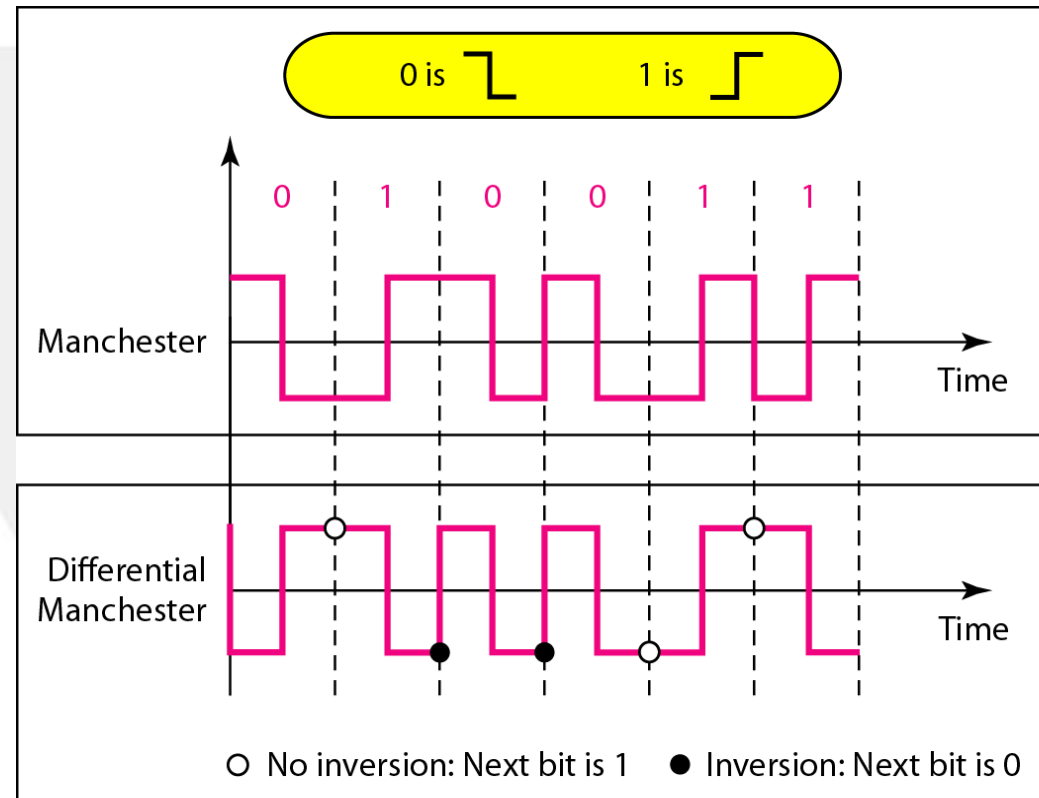 0 is 1 is
0 1 0 0 1 1
Manchester
Time
Differential
Manchester
Time
No inversion: Next bit is 1 Inversion: Next bit is 0